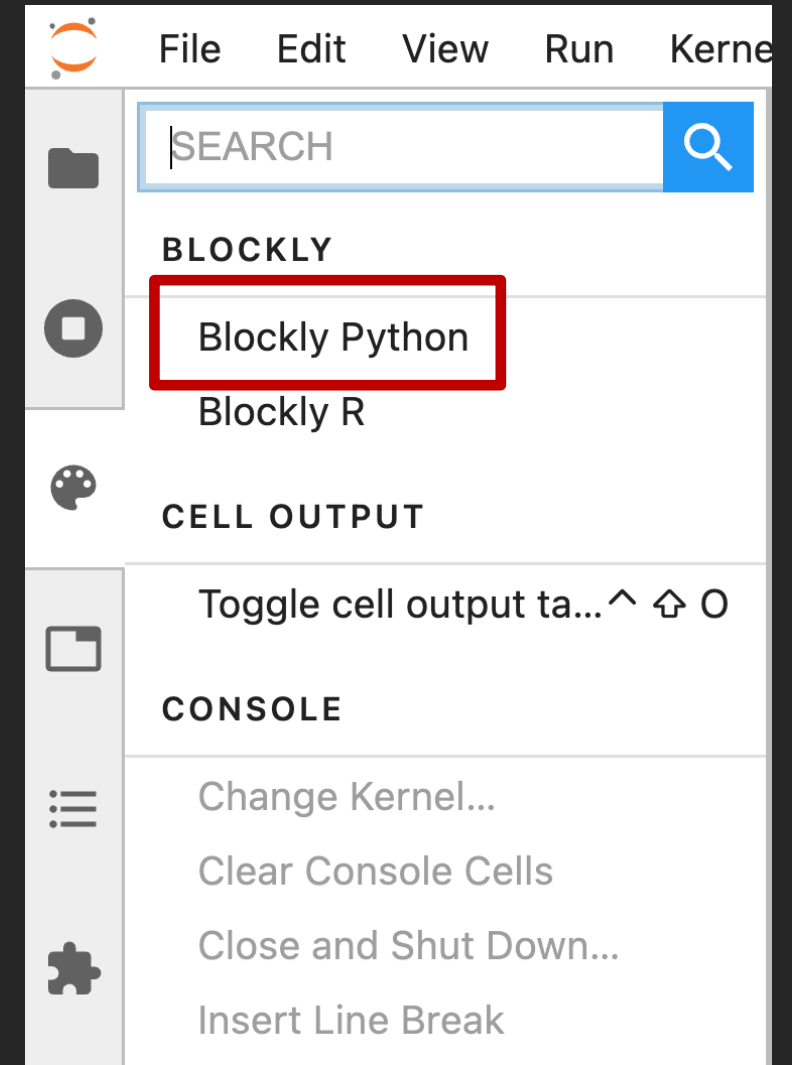 File Edit View Run Kerne
SEARCH
BLOCKLY
Blockly Python
Blockly R
CELL OUTPUT
Toggle cell output ta...^ ⇧ O
CONSOLE
Change Kernel...
Clear Console Cells
Close and Shut Down...
Insert Line Break